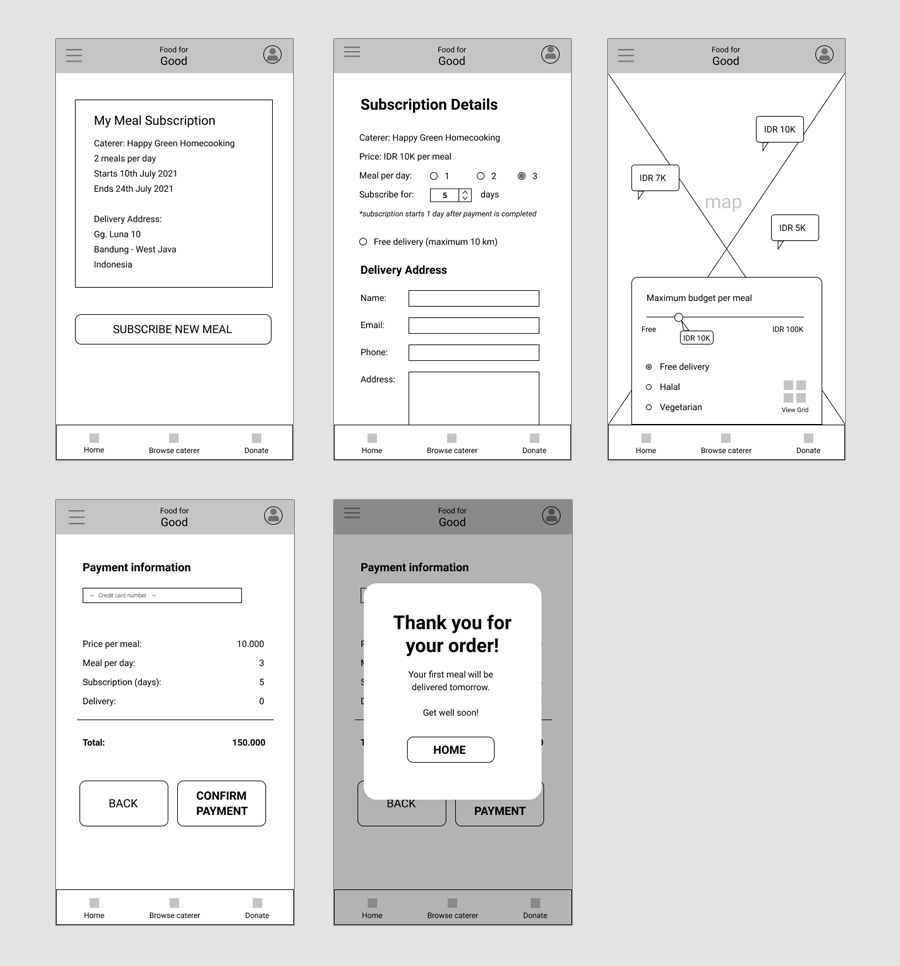 Food for
Good
My Meal Subscription
Caterer: Happy Green Homecooking
2 meals per day
Starts 10th July 2021
Ends 24th July 2021
Delivery Address:
Gg. Luna 10
Bandung - West Java
Indonesia
SUBSCRIBE NEW MEAL
Home Browse caterer Donate
Food for
Good
Subscription Details
Caterer: Happy Green Homecooking
Price: IDR 10K per meal
Meal per day: 1 2 3
Subscribe for: 5 days
*subscription starts 1 day after payment is completed
Free delivery (maximum 10 km)
Delivery Address
Name:
Email:
Phone:
Address:
Home Browse caterer Donate
Food for
Good
IDR 10K
IDR 7K
map
IDR 5K
Maximum budget per meal
Free IDR 100K
IDR 10K
Free delivery
Halal
Vegetarian
View Grid
Home Browse caterer Donate
Food for
Good
Payment information
— Credit card number —
Price per meal: 10.000
Meal per day: 3
Subscription (days): 5
Delivery: 0
Total: 150.000
BACK
CONFIRM
PAYMENT
Home Browse caterer Donate
Food for
Good
Payment information
Thank you for
your order!
Your first meal will be
delivered tomorrow.
Get well soon!
HOME
BACK
PAYMENT
Home Browse caterer Donate